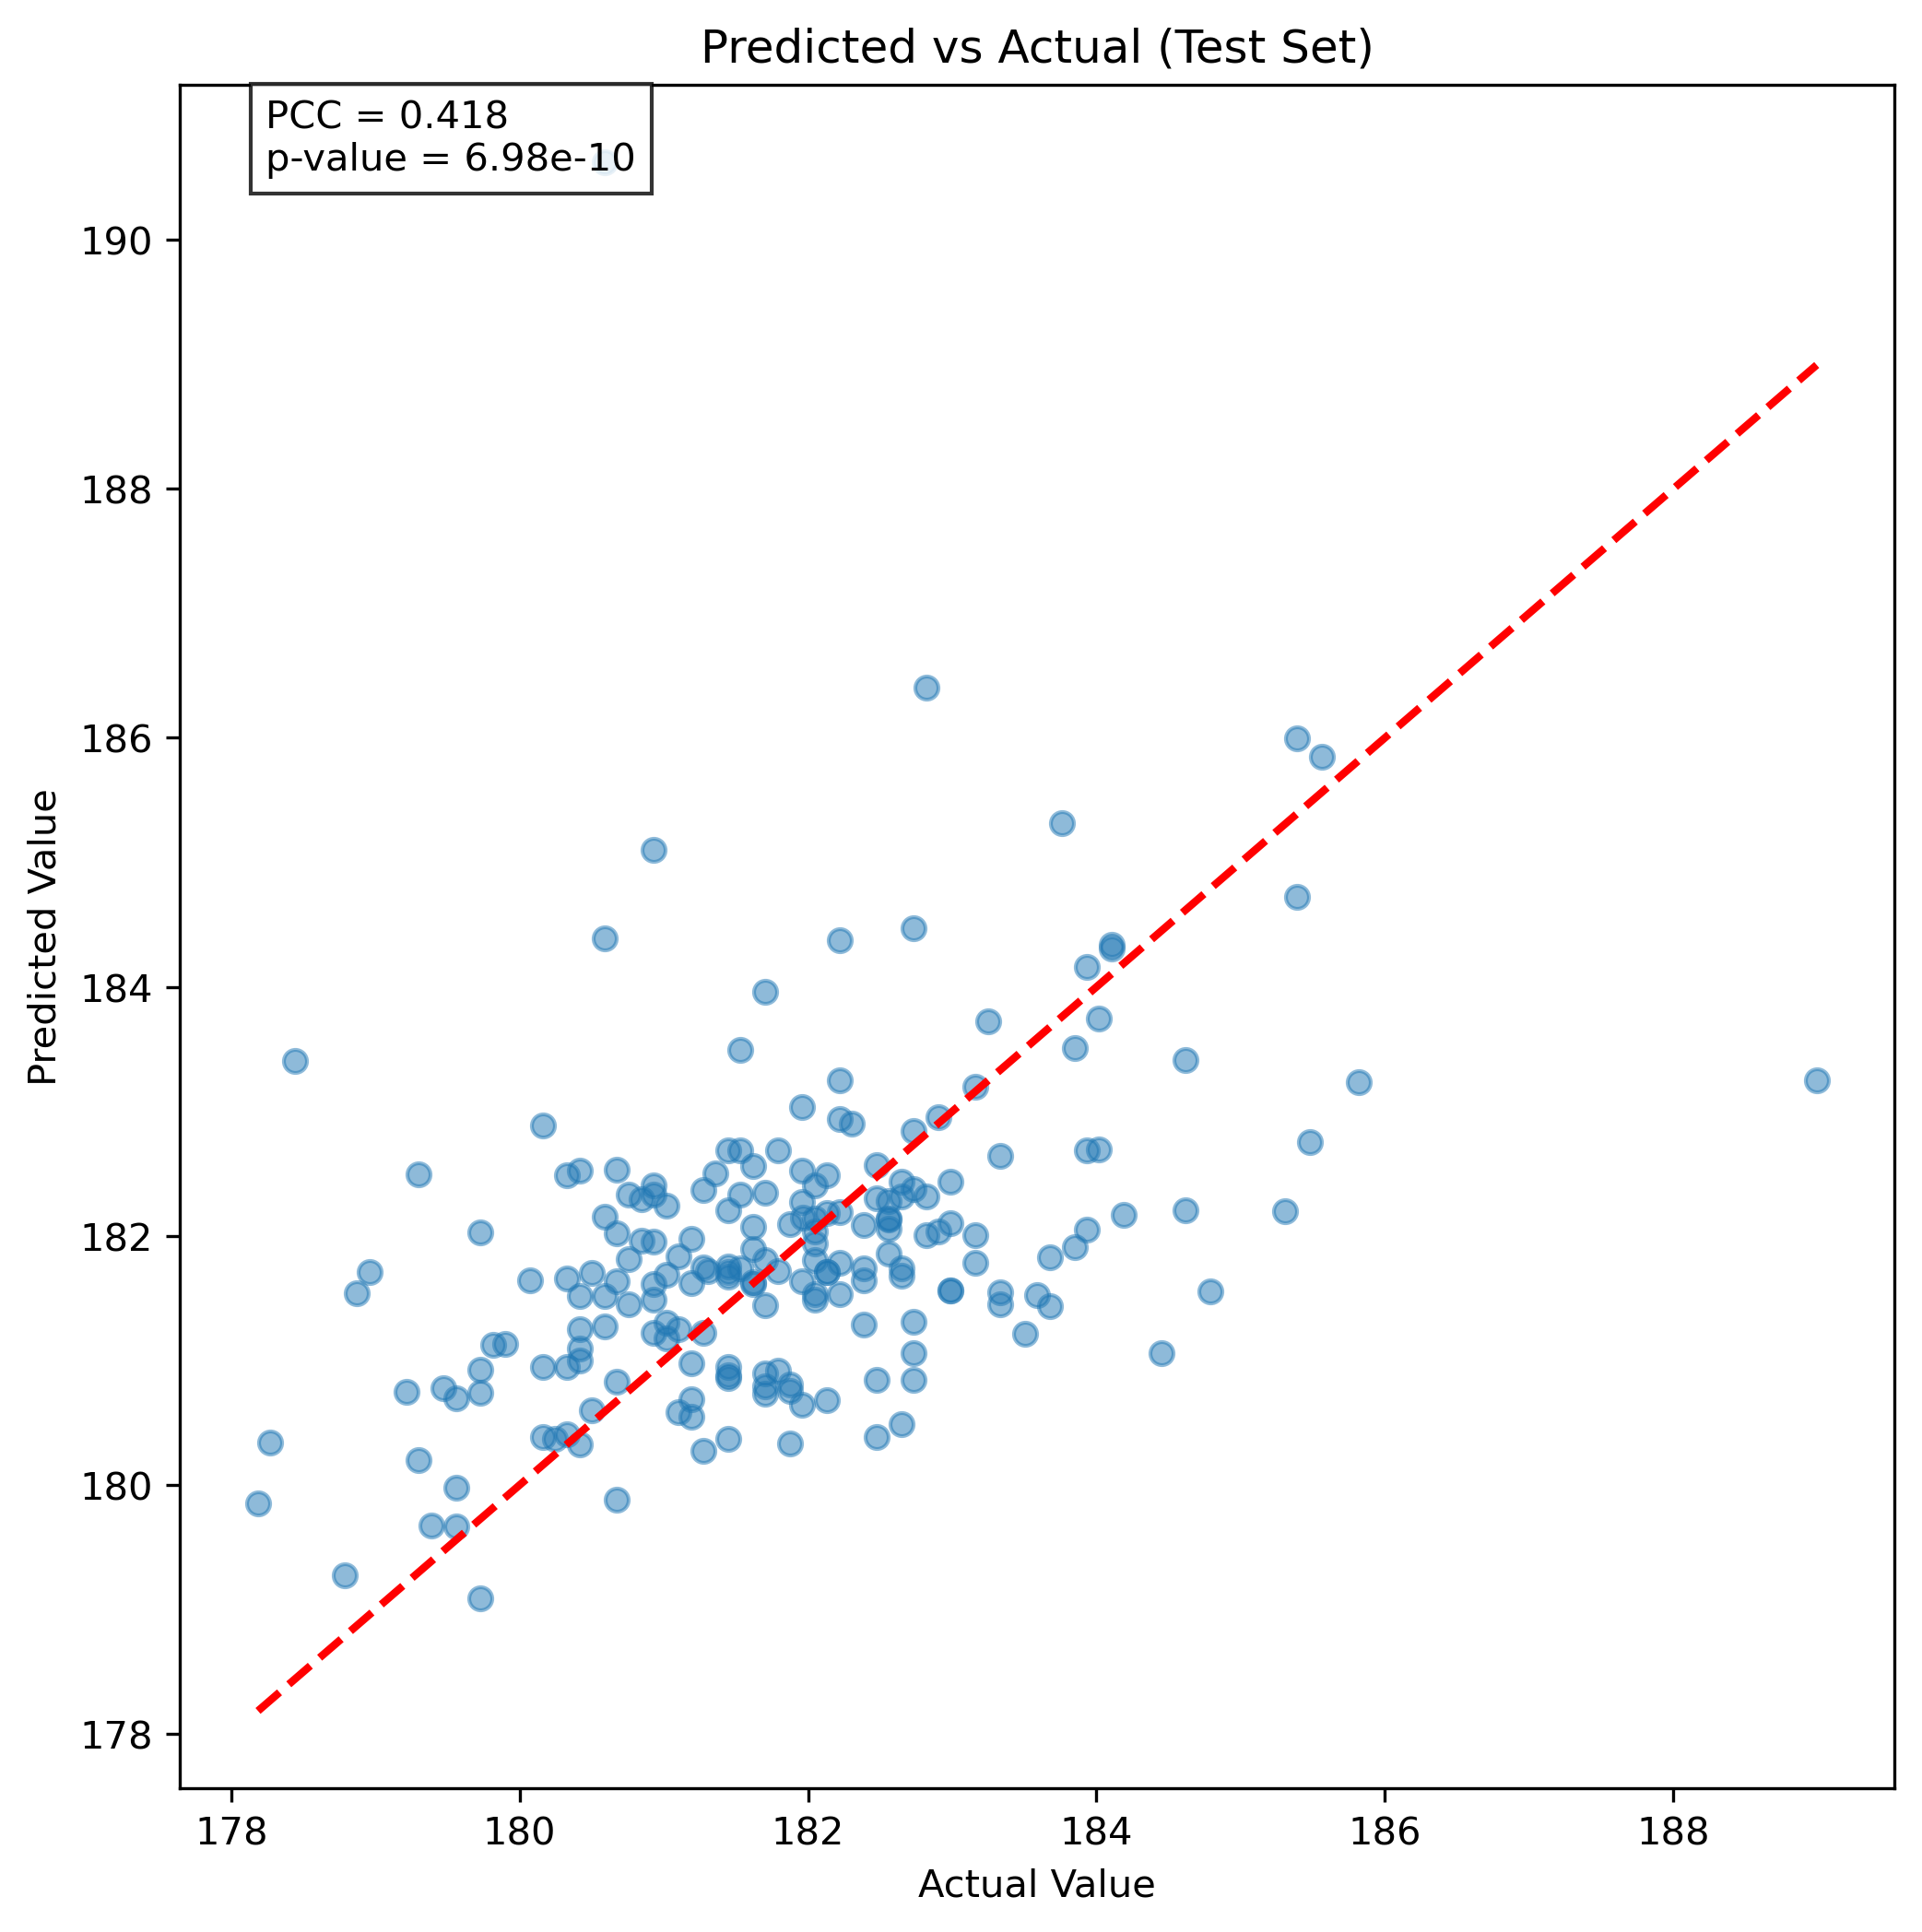 Predicted vs Actual (Test Set)
PCC = 0.418
p-value = 6.98e-10
190
188
186
184
182
180
178
Predicted Value
178
180
182
184
186
188
Actual Value